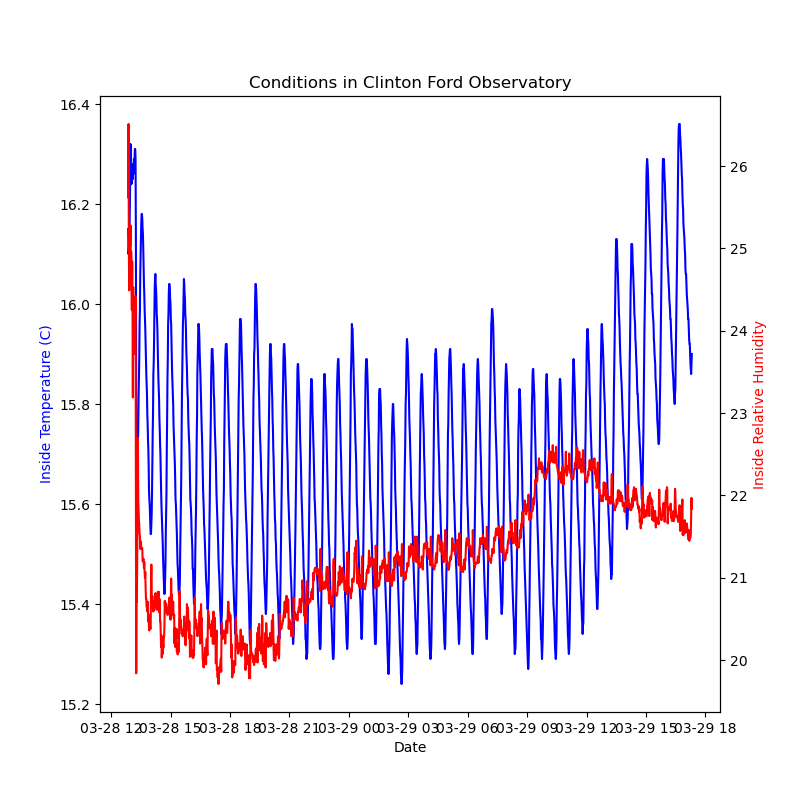 Conditions in Clinton Ford Observatory
16.4
16.2
16.0
15.8
15.6
15.4
15.2
Inside Temperature (C)
26
25
24
23
22
21
20
Inside Relative Humidity
03-28 12 03-28 15 03-28 18 03-28 21 03-29 00 03-29 03 03-29 06 03-29 09 03-29 12 03-29 15 03-29 18
Date